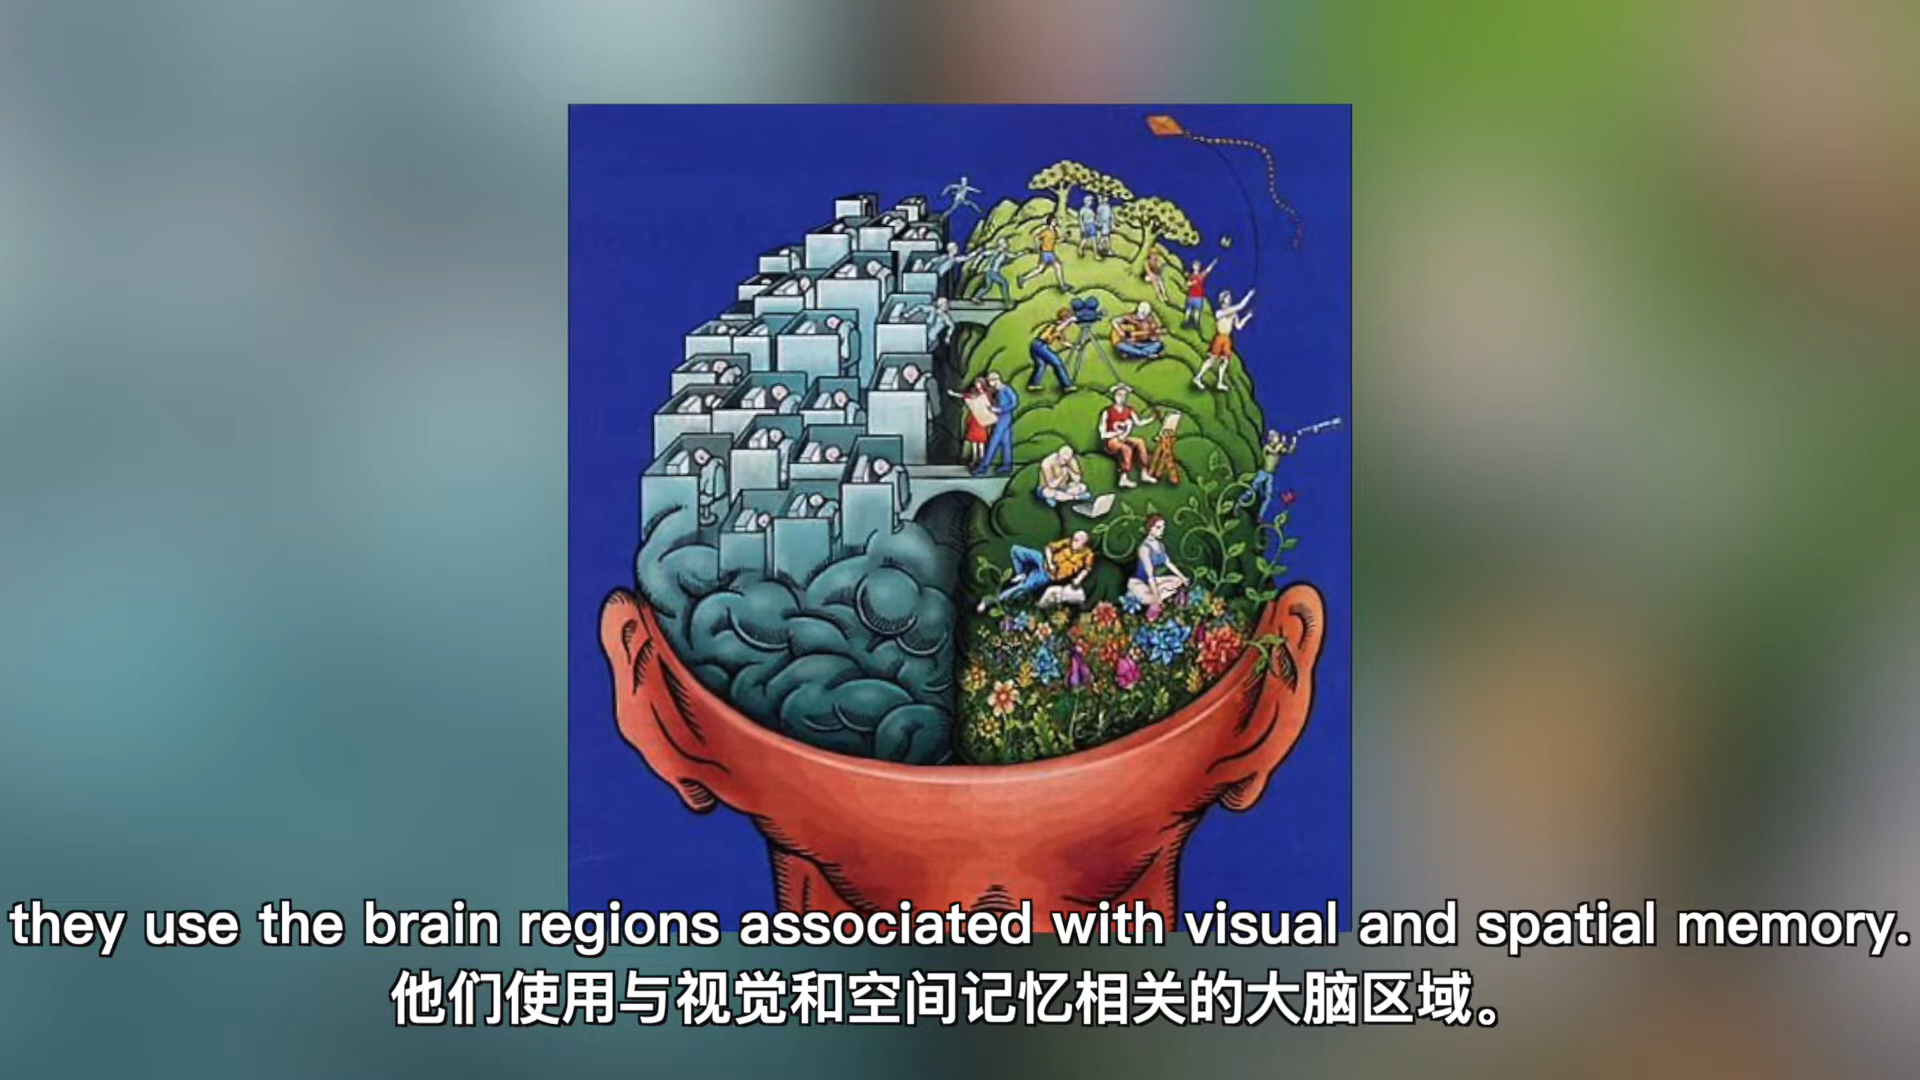 they use the brain regions associated with visual and spatial memory.
他们使用与视觉和空间记忆相关的大脑区域。